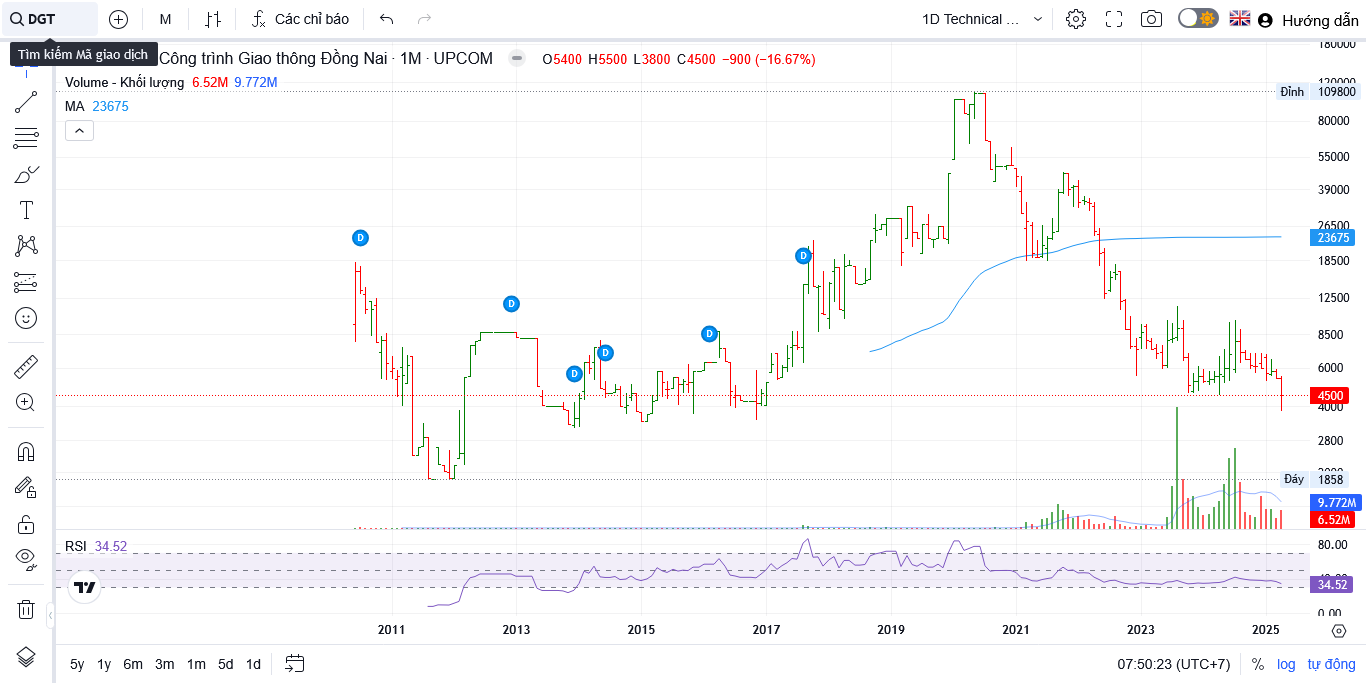 DGT
M
Các chỉ báo
1D Technical ...
Hướng dẫn
Tìm kiếm Mã giao dịch
Công trình Giao thông Đồng Nai · 1M · UPCOM
O5400 H5500 L3800 C4500 −900 (−16.67%)
Volume - Khối lượng 6.52M 9.772M
MA 23675
180000
120000
Đỉnh 109800
80000
55000
39000
26500
23675
18500
12500
8500
6000
4500
4000
2800
Đáy 1858
9.772M
6.52M
D
D
D
D
D
D
RSI 34.52
80.00
34.52
0.00
2011 2013 2015 2017 2019 2021 2023 2025
5y 1y 6m 3m 1m 5d 1d
07:50:23 (UTC+7) % log tự động